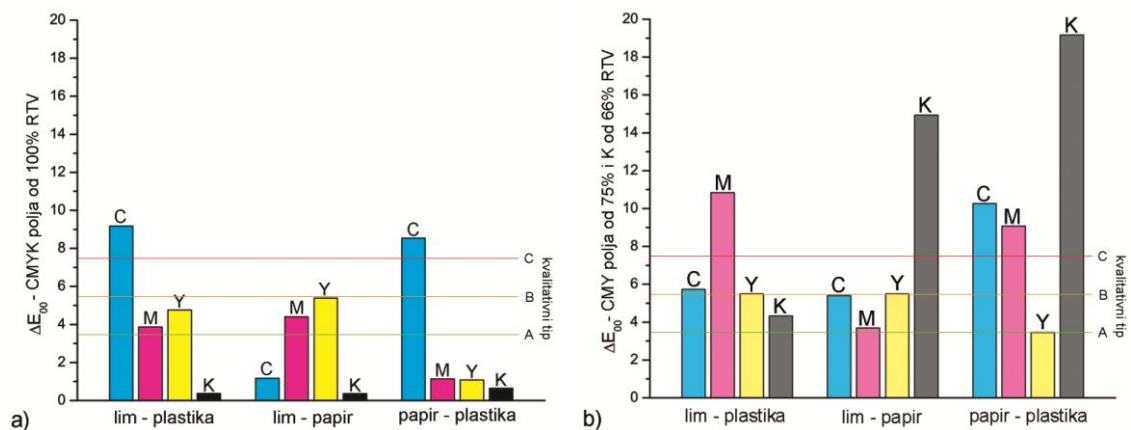 ΔE00 - CMYK polja od 100% RTV
20
18
16
14
12
10
8
6
4
2
0
C
M
Y
K
C
M
Y
K
C
M
Y
K
C
B
A
kvalitativni tip
lim - plastika
lim - papir
papir - plastika
a)
ΔE00- CMY polja od 75% i K od 66% RTV
20
18
16
14
12
10
8
6
4
2
0
C
M
Y
K
C
M
Y
K
C
M
Y
K
C
B
A
kvalitativni tip
lim - plastika
lim - papir
papir - plastika
b)